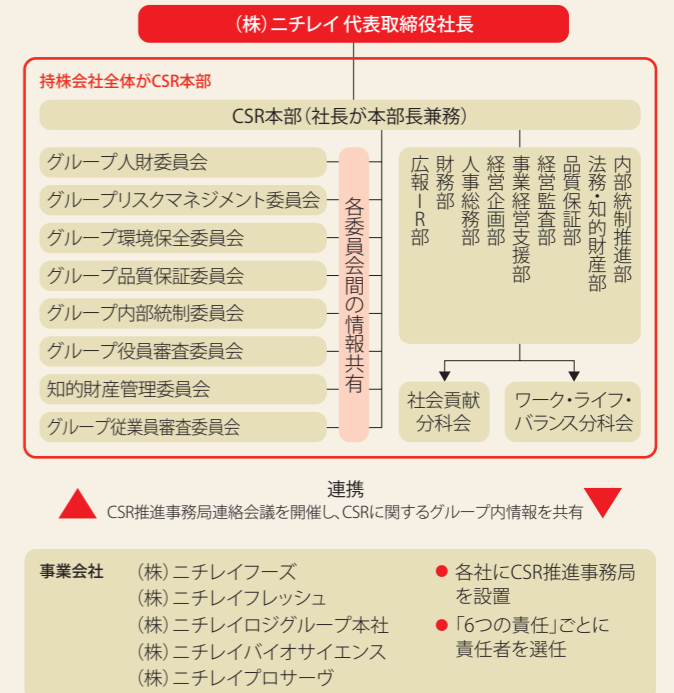 (株)ニチレイ 代表取締役社長
持株会社全体がCSR本部
CSR本部(社長が本部長兼務)
グループ人財委員会
グループリスクマネジメント委員会
グループ環境保全委員会
グループ品質保証委員会
グループ内部統制委員会
グループ役員審査委員会
知的財産管理委員会
グループ従業員審査委員会
各委員会間の情報共有
内部統制推進部
法務・知的財産部
品質保証部
経営監査部
事業経営支援部
経営企画部
人事総務部
財務部
広報IR部
社会貢献
分科会
ワーク・ライフ・
バランス分科会
連携
CSR推進事務局連絡会議を開催し、CSRに関するグループ内情報を共有
事業会社
(株)ニチレイフーズ
(株)ニチレイフレッシュ
(株)ニチレイロジグループ本社
(株)ニチレイバイオサイエンス
(株)ニチレイプロサーヴ
● 各社にCSR推進事務局
を設置
● 「6つの責任」ごとに
責任者を選任